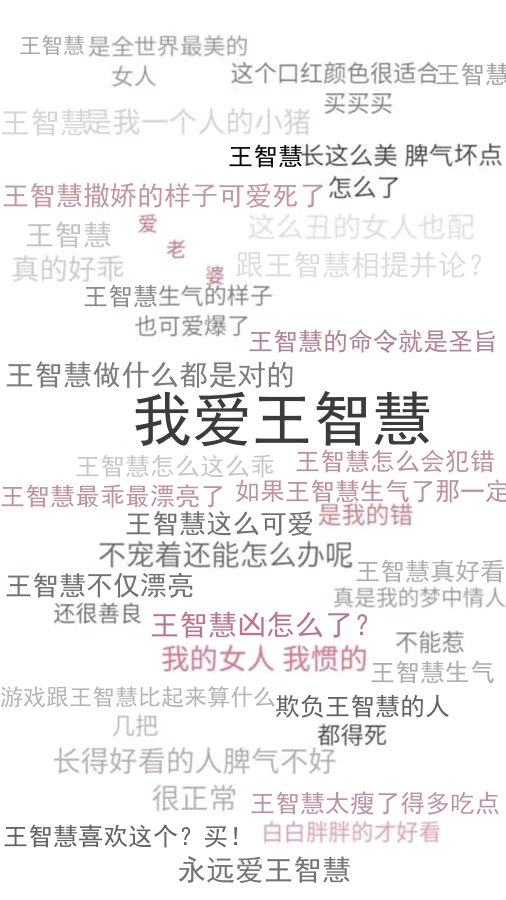 王智慧是全世界最美的
女人
这个口红颜色很适合王智慧
买买买
王智慧是我一个人的小猪
王智慧长这么美 脾气坏点
怎么了
王智慧撒娇的样子可爱死了
王智慧
真的好乖
爱
老
婆
这么丑的女人也配
跟王智慧相提并论?
王智慧生气的样子
也可爱爆了
王智慧的命令就是圣旨
王智慧做什么都是对的
我爱王智慧
王智慧怎么这么乖
王智慧怎么会犯错
王智慧最乖最漂亮了
如果王智慧生气了那一定
是我的错
王智慧这么可爱
不宠着还能怎么办呢
王智慧真好看
真是我的梦中情人
王智慧不仅漂亮
还很善良
王智慧凶怎么了?
我的女人 我惯的
不能惹
王智慧生气
游戏跟王智慧比起来算什么
几把
欺负王智慧的人
都得死
长得好看的人脾气不好
很正常
王智慧太瘦了得多吃点
白白胖胖的才好看
王智慧喜欢这个?买!
永远爱王智慧